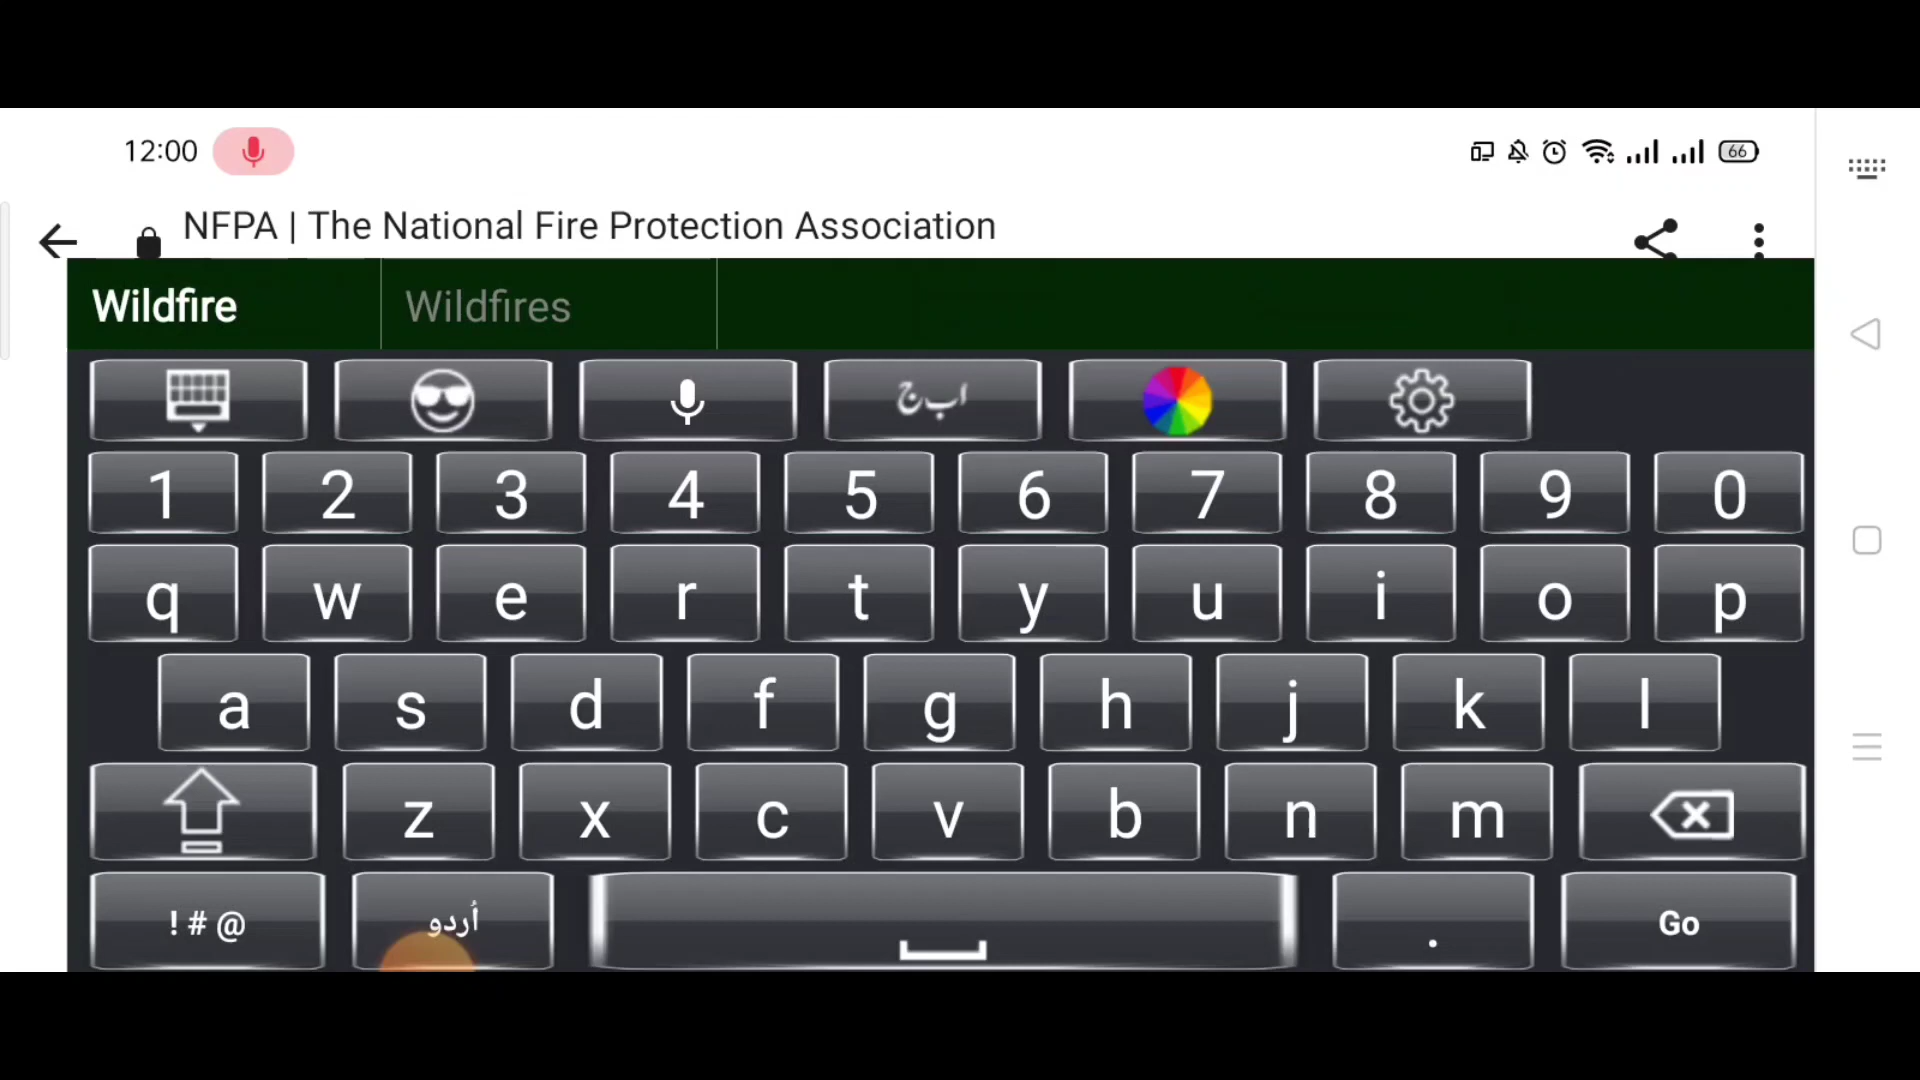 12:00 66
NFPA | The National Fire Protection Association
Wildfire Wildfires
اب ج
1 2 3 4 5 6 7 8 9 0
q w e r t y u i o p
a s d f g h j k l
z x c v b n m
! # @ اُردو . Go